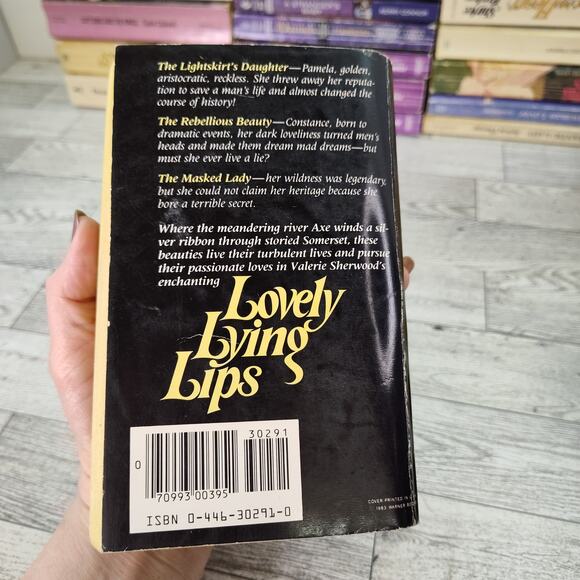 The Lightskirt's Daughter—Pamela, golden,
aristocratic, reckless. She threw away her reputa-
tion to save a man's life and almost changed the
course of history!
The Rebellious Beauty—Constance, born to
dramatic events, her dark loveliness turned men's
heads and made them dream mad dreams—but
must she ever live a lie?
The Masked Lady—her wildness was legendary,
but she could not claim her heritage because she
bore a terrible secret.
Where the meandering river Axe winds a sil-
ver ribbon through storied Somerset, these
beauties live their turbulent lives and pursue
their passionate loves in Valerie Sherwood's
enchanting
Lovely
Lying
Lips
30291
0
70993 00395
ISBN 0-446-30291-0
COVER PRINTED IN
1983 WARNER